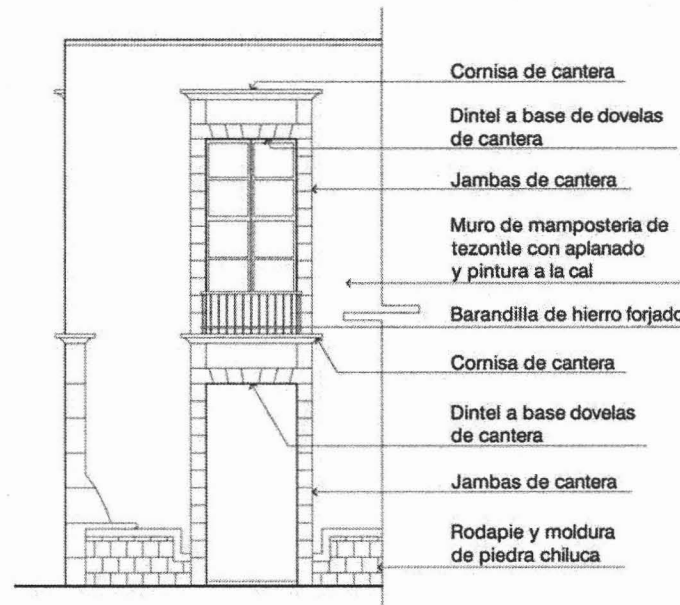 Cornisa de cantera
Dintel a base de dovelas
de cantera
Jambas de cantera
Muro de mamposteria de
tezontle con aplanado
y pintura a la cal
Barandilla de hierro forjado
Cornisa de cantera
Dintel a base dovelas
de cantera
Jambas de cantera
Rodapie y moldura
de piedra chiluca